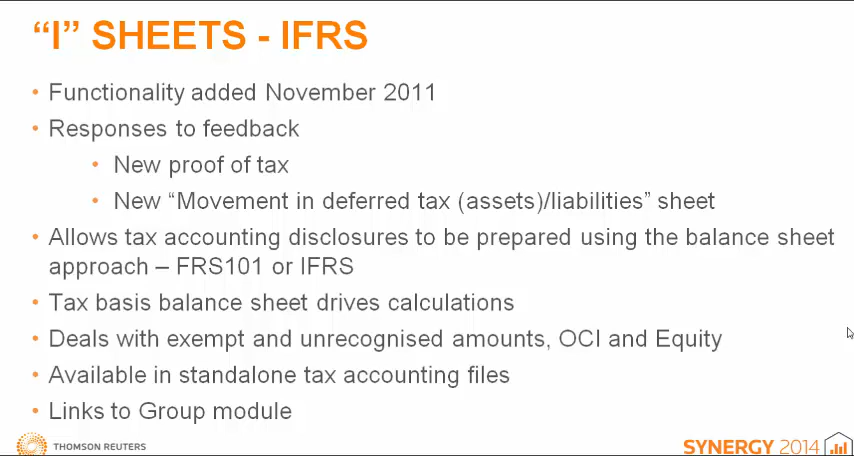 “I” SHEETS - IFRS
• Functionality added November 2011
• Responses to feedback
• New proof of tax
• New “Movement in deferred tax (assets)/liabilities” sheet
• Allows tax accounting disclosures to be prepared using the balance sheet
approach – FRS101 or IFRS
• Tax basis balance sheet drives calculations
• Deals with exempt and unrecognised amounts, OCI and Equity
• Available in standalone tax accounting files
• Links to Group module
THOMSON REUTERS
SYNERGY 2014